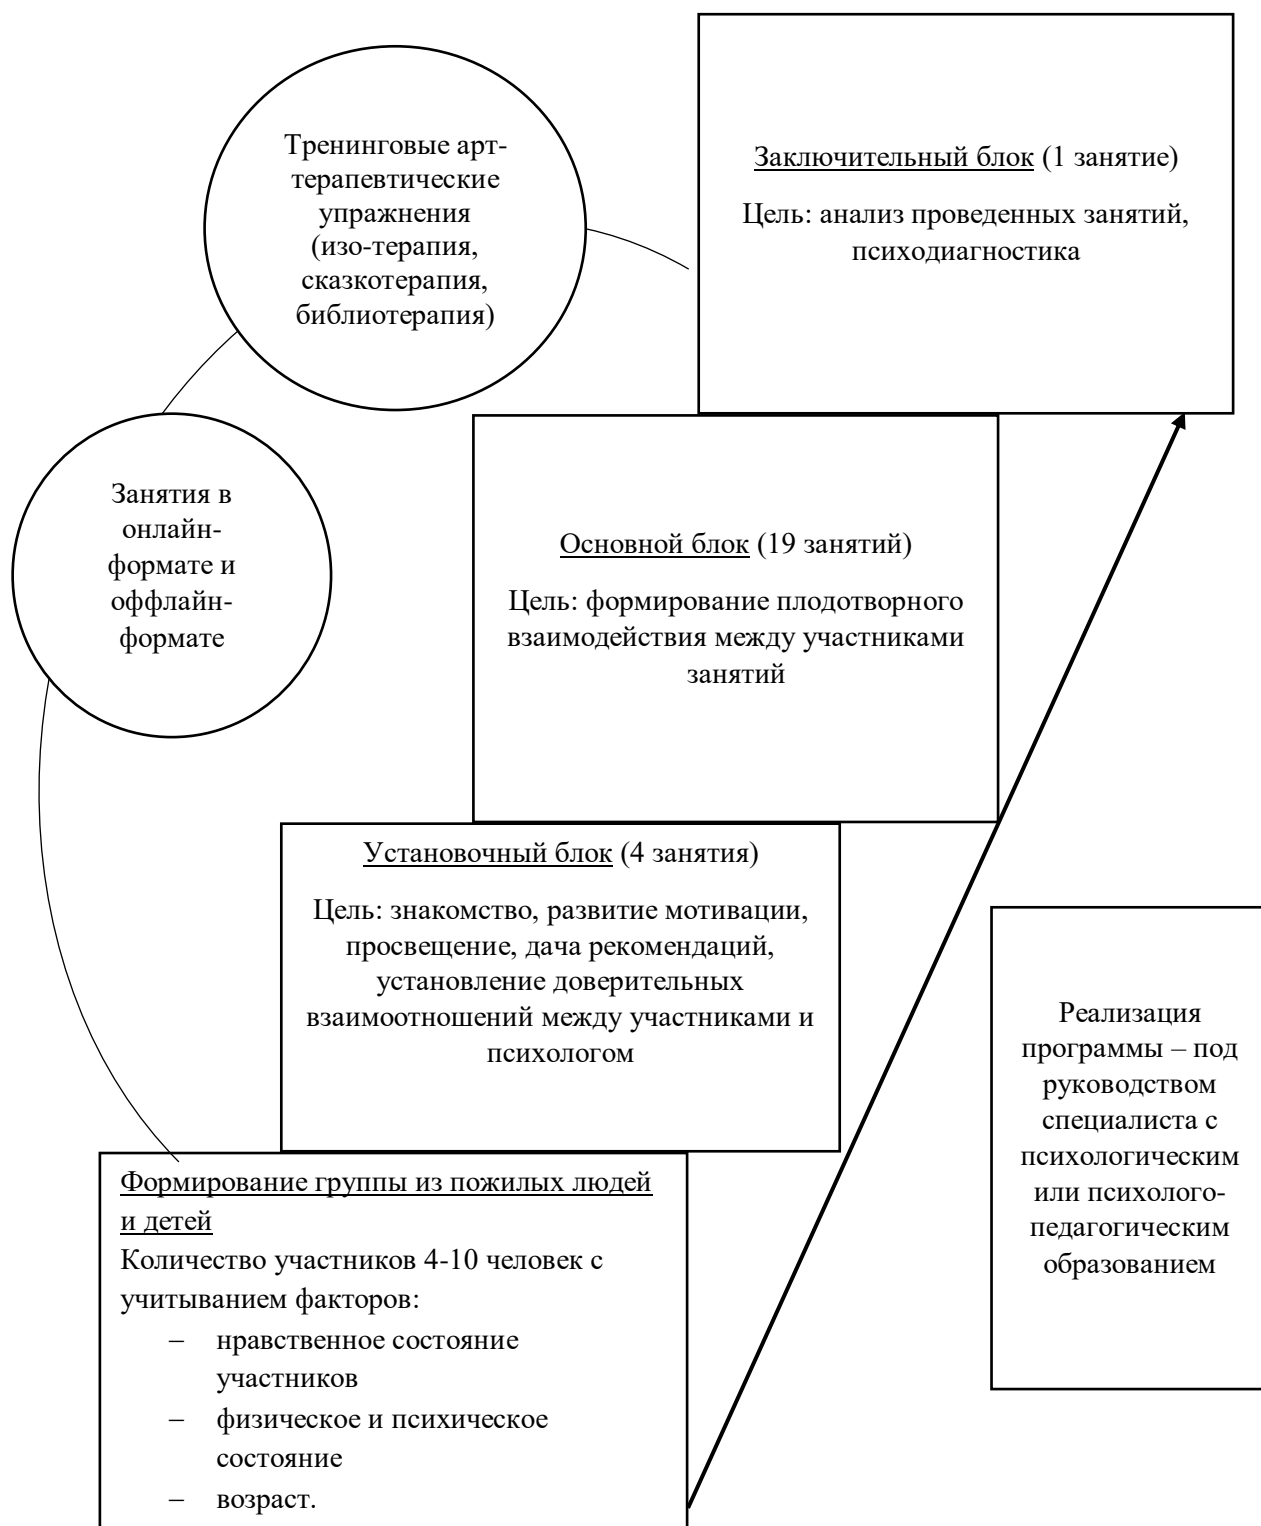 Тренинговые арт-
терапевтические
упражнения
(изо-терапия,
сказкотерапия,
библиотерапия)
Заключительный блок (1 занятие)
Цель: анализ проведенных занятий,
психодиагностика
Занятия в
онлайн-
формате и
оффлайн-
формате
Основной блок (19 занятий)
Цель: формирование плодотворного
взаимодействия между участниками
занятий
Установочный блок (4 занятия)
Цель: знакомство, развитие мотивации,
просвещение, дача рекомендаций,
установление доверительных
взаимоотношений между участниками и
психологом
Реализация
программы – под
руководством
специалиста с
психологическим
или психолого-
педагогическим
образованием
Формирование группы из пожилых людей
и детей
Количество участников 4-10 человек с
учитыванием факторов:
– нравственное состояние
участников
– физическое и психическое
состояние
– возраст.